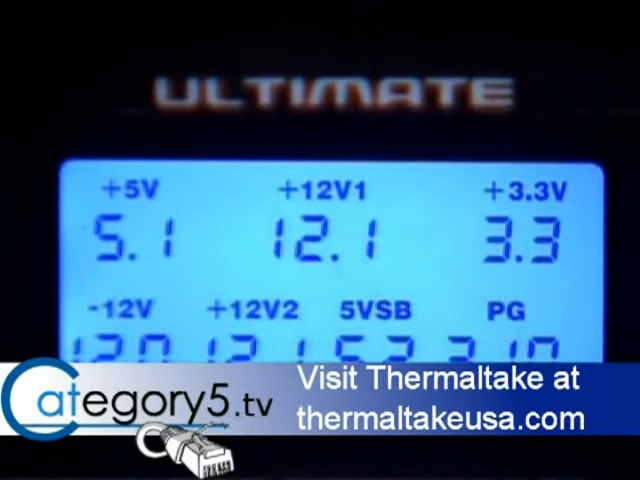 ULTIMATE
+5V +12V1 +3.3V
5.1 12.1 3.3
-12V +12V2 5VSB PG
Category5.tv
Visit Thermaltake at
thermaltakeusa.com